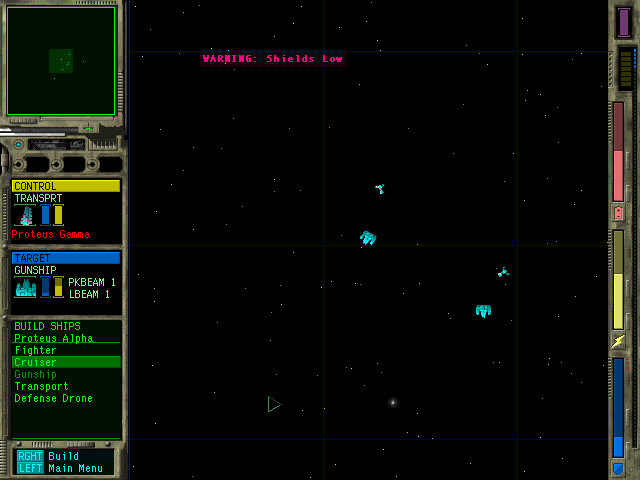 WARNING: Shields Low
CONTROL
TRANSPRT
Proteus Gamma
TARGET
GUNSHIP
PKBEAM 1
LBEAM 1
BUILD SHIPS
Proteus Alpha
Fighter
Cruiser
Gunship
Transport
Defense Drone
RGHT Build
LEFT Main Menu